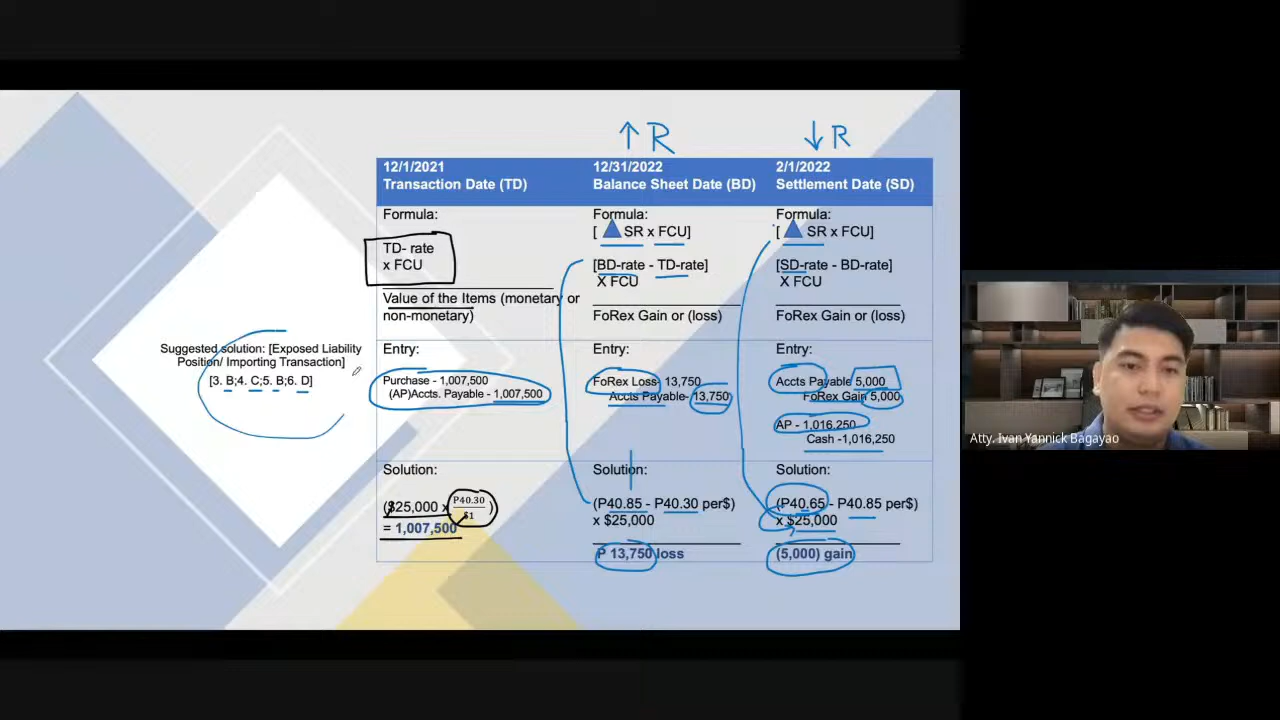 ↑ R
↓ R
12/1/2021
Transaction Date (TD)
12/31/2022
Balance Sheet Date (BD)
2/1/2022
Settlement Date (SD)
Formula:
TD- rate
x FCU
Value of the Items (monetary or
non-monetary)
Formula:
[ ▲ SR x FCU]
[BD-rate - TD-rate]
X FCU
FoRex Gain or (loss)
Formula:
[ ▲ SR x FCU]
[SD-rate - BD-rate]
X FCU
FoRex Gain or (loss)
Suggested solution: [Exposed Liability
Position/ Importing Transaction]
[3. B;4. C;5. B;6. D]
Entry:
Purchase - 1,007,500
(AP)Accts. Payable - 1,007,500
Entry:
FoRex Loss- 13,750
Accts Payable- 13,750
Entry:
Accts Payable 5,000
FoRex Gain 5,000
AP - 1,016,250
Cash -1,016,250
Solution:
($25,000 x P40.30/$1)
= 1,007,500
Solution:
(P40.85 - P40.30 per$)
x $25,000
P 13,750 loss
Solution:
(P40.65 - P40.85 per$)
x $25,000
(5,000) gain
Atty. Ivan Yannick Bagayao